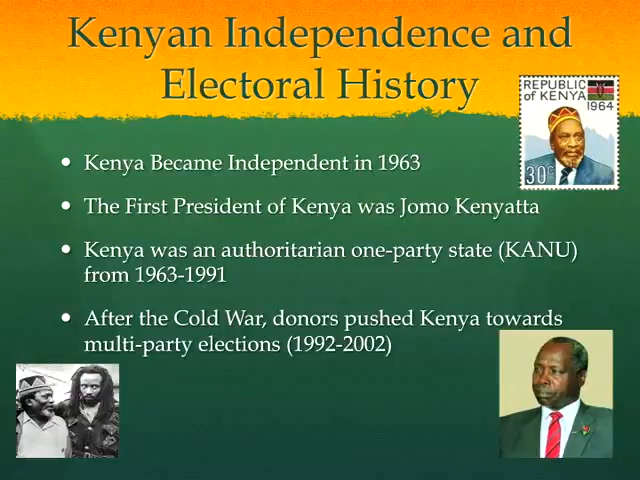 Kenyan Independence and
Electoral History
REPUBLIC
of KENYA
1964
30c
• Kenya Became Independent in 1963
• The First President of Kenya was Jomo Kenyatta
• Kenya was an authoritarian one-party state (KANU)
from 1963-1991
• After the Cold War, donors pushed Kenya towards
multi-party elections (1992-2002)